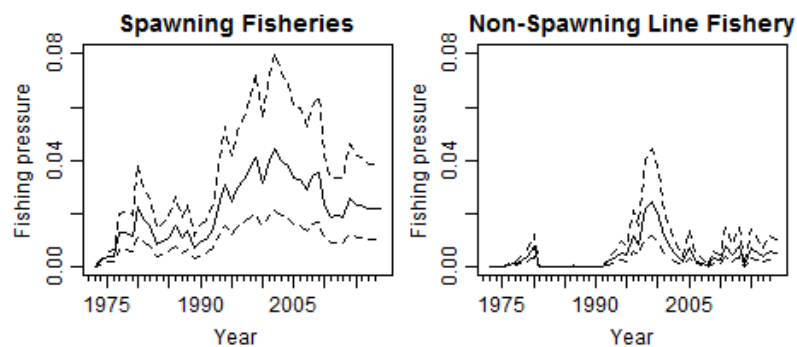 Spawning Fisheries
Fishing pressure
0.08
0.04
0.00
1975 1990 2005
Year
Non-Spawning Line Fishery
Fishing pressure
0.08
0.04
0.00
1975 1990 2005
Year